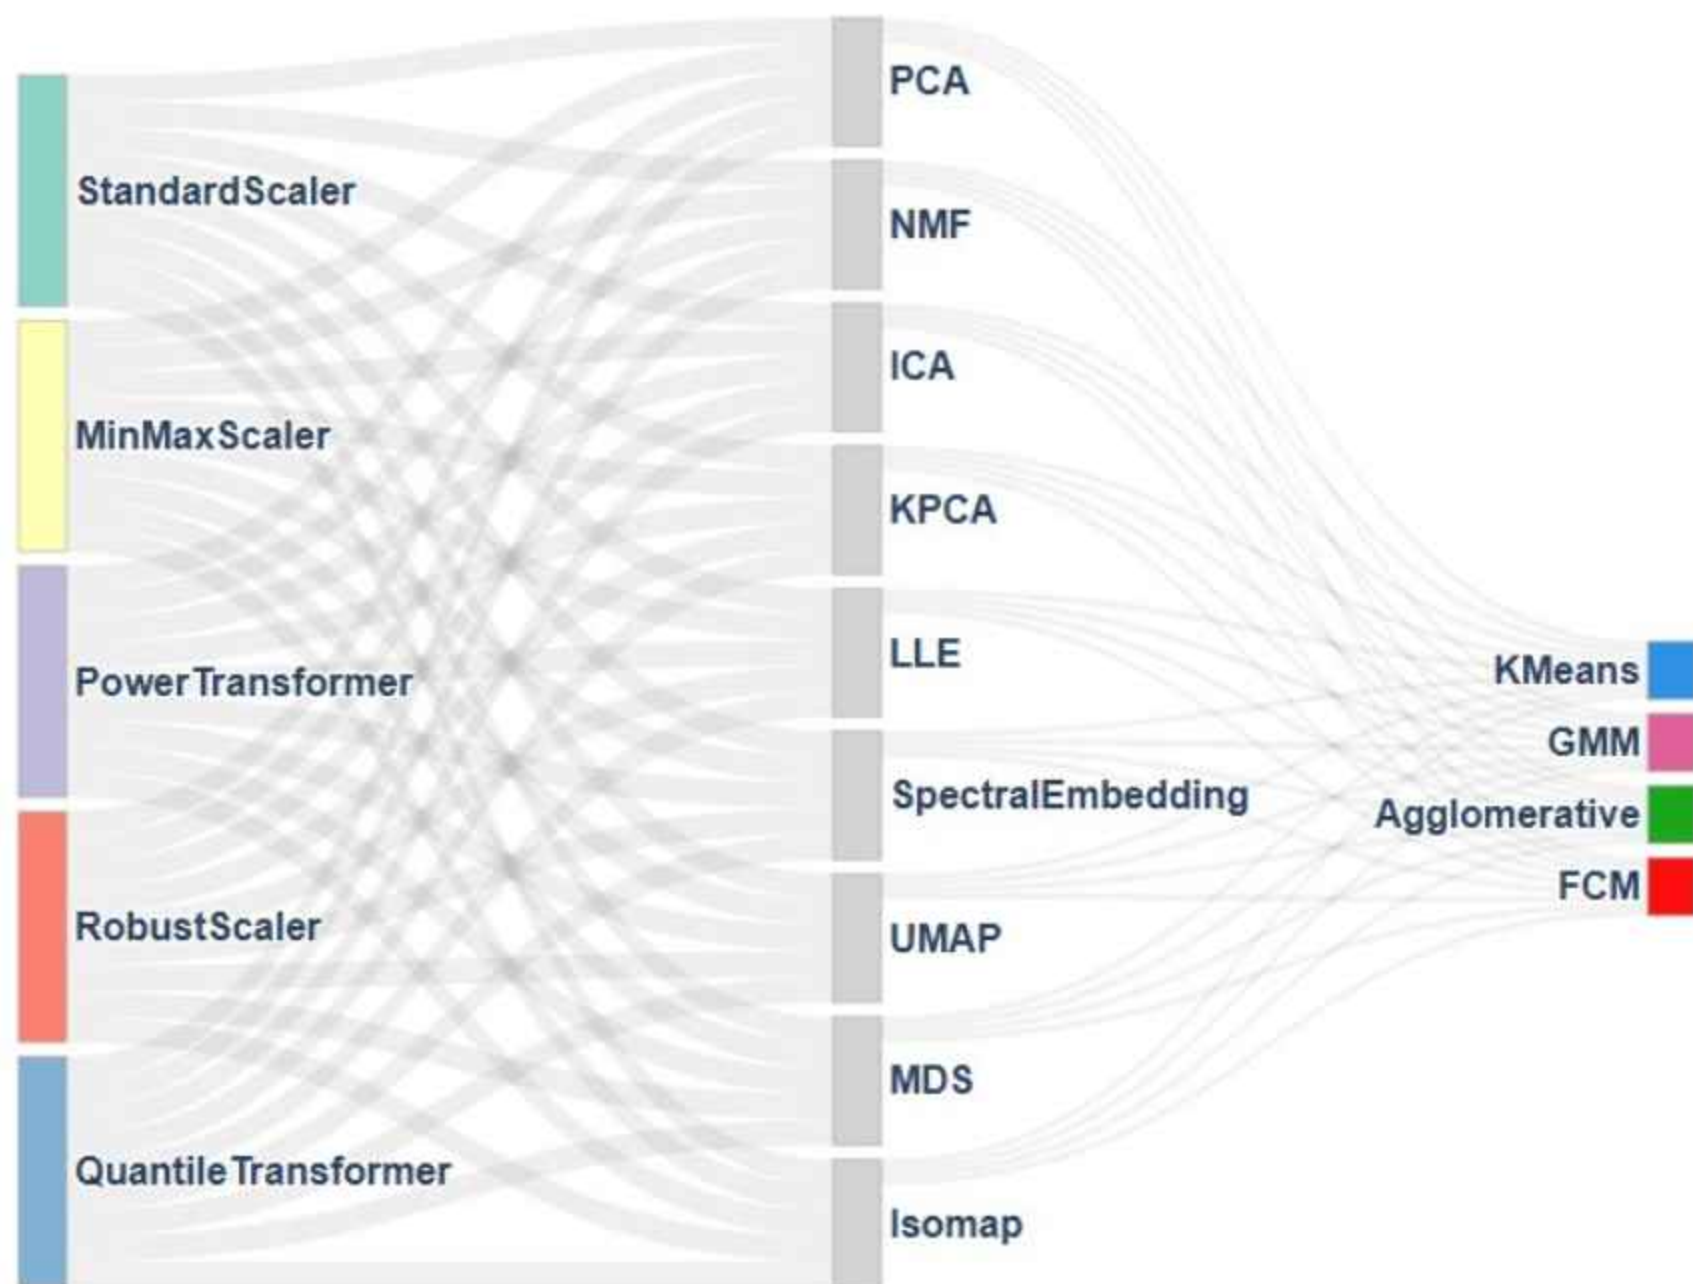 StandardScaler
MinMaxScaler
PowerTransformer
RobustScaler
QuantileTransformer
PCA
NMF
ICA
KPCA
LLE
SpectralEmbedding
UMAP
MDS
Isomap
KMeans
GMM
Agglomerative
FCM